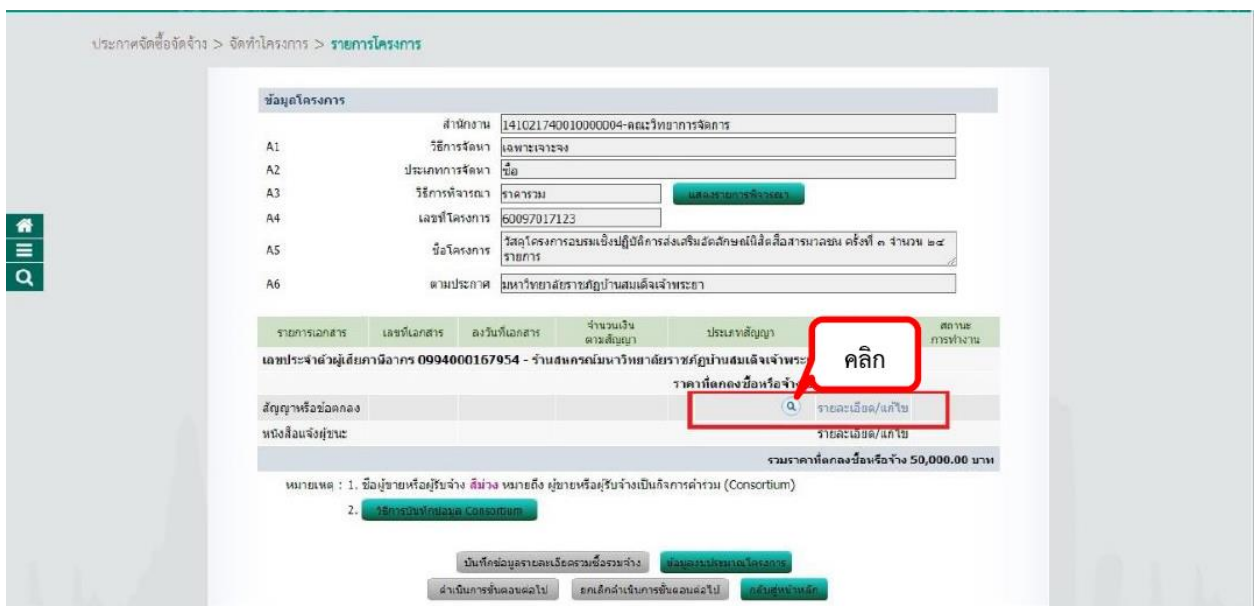 ประกาศจัดซื้อจัดจ้าง > จัดทำโครงการ > รายการโครงการ
ข้อมูลโครงการ
สำนักงาน 141021740010000004-คณะวิทยาการจัดการ
A1 วิธีการจัดหา เฉพาะเจาะจง
A2 ประเภทการจัดหา ซื้อ
A3 วิธีการพิจารณา ราคารวม แสดงรายการพิจารณา
A4 เลขที่โครงการ 60097017123
A5 ชื่อโครงการ วัสดุโครงการอบรมเชิงปฏิบัติการส่งเสริมอัตลักษณ์นิสิตสื่อสารมวลชน ครั้งที่ ๑ จำนวน ๒๔
รายการ
A6 ตามประกาศ มหาวิทยาลัยราชภัฏบ้านสมเด็จเจ้าพระยา
รายการเอกสาร เลขที่เอกสาร ลงวันที่เอกสาร จำนวนเงิน ประเภทสัญญา สถานะ
ตามสัญญา การทำงาน
คลิก
เลขประจำตัวผู้เสียภาษีอากร 0994000167954 - ร้านสหกรณ์มหาวิทยาลัยราชภัฏบ้านสมเด็จเจ้าพระ
ราคาที่ตกลงซื้อหรือจ้าง
สัญญาหรือข้อตกลง รายละเอียด/แก้ไข
หนังสือแจ้งผู้ชนะ รายละเอียด/แก้ไข
รวมราคาที่ตกลงซื้อหรือจ้าง 50,000.00 บาท
หมายเหตุ : 1. ชื่อผู้ขายหรือผู้รับจ้าง สีม่วง หมายถึง ผู้ขายหรือผู้รับจ้างเป็นกิจการค้าร่วม (Consortium)
2. วิธีการบันทึกข้อมูล Consortium
บันทึกข้อมูลรายละเอียดรวมซื้อรวมจ้าง ข้อมูลงบประมาณโครงการ
ดำเนินการขั้นตอนต่อไป ยกเลิกดำเนินการขั้นตอนต่อไป กลับสู่หน้าหลัก